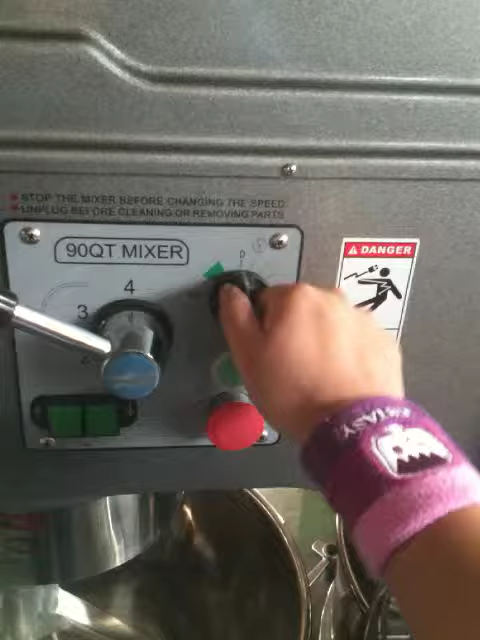 STOP THE MIXER BEFORE CHANGING THE SPEED
UNPLUG BEFORE CLEANING OR REMOVING PARTS
90QT MIXER
DANGER
4
3